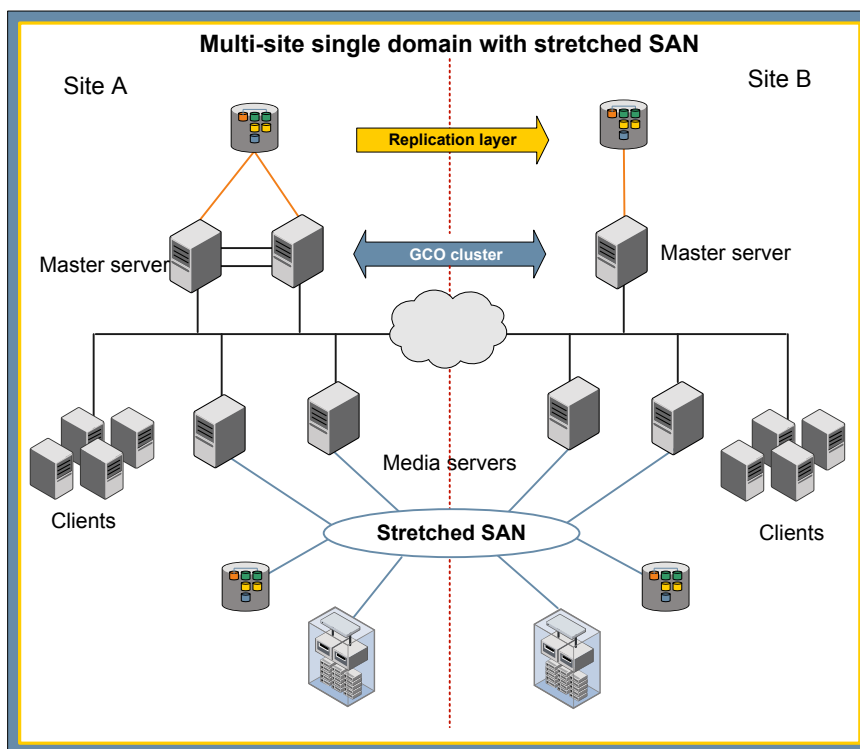 Multi-site single domain with stretched SAN
Site A
Site B
Replication layer
Master server
GCO cluster
Master server
Media servers
Clients
Stretched SAN
Clients